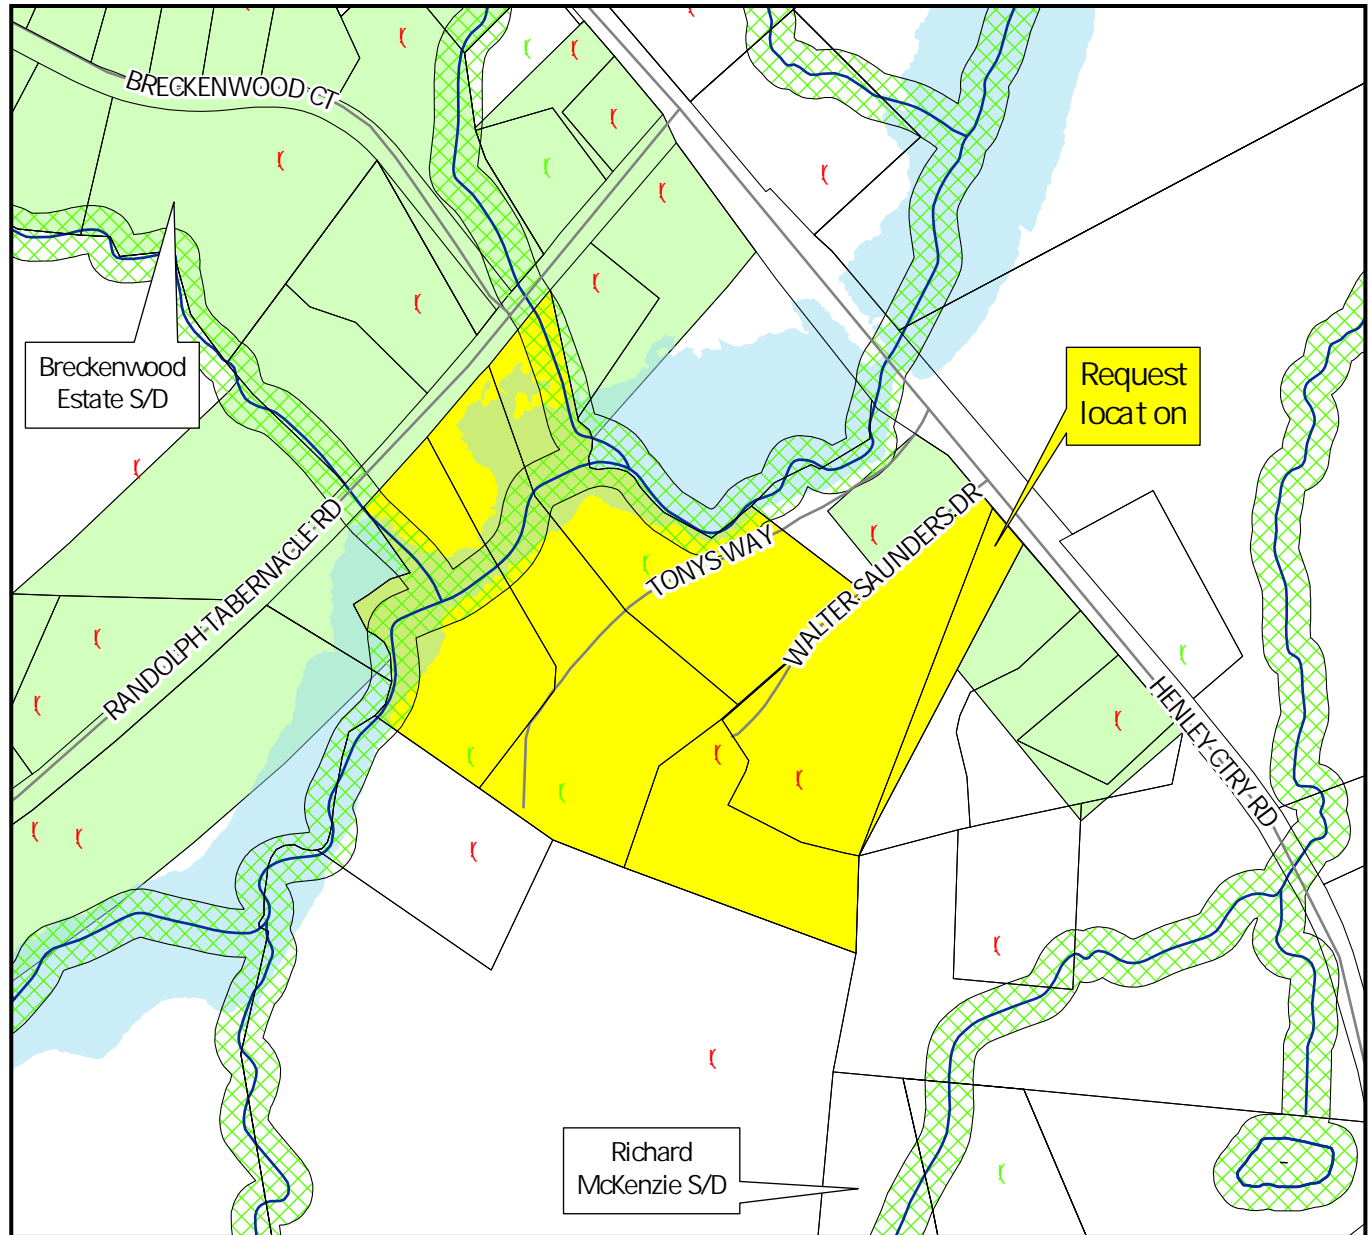 BRECKENWOOD CT
Breckenwood
Estate S/D
Request
locat on
RANDOLPH TABERNACLE RD
TONYS WAY
WALTER SAUNDERS DR
HENLEY CTRY RD
Richard
McKenzie S/D